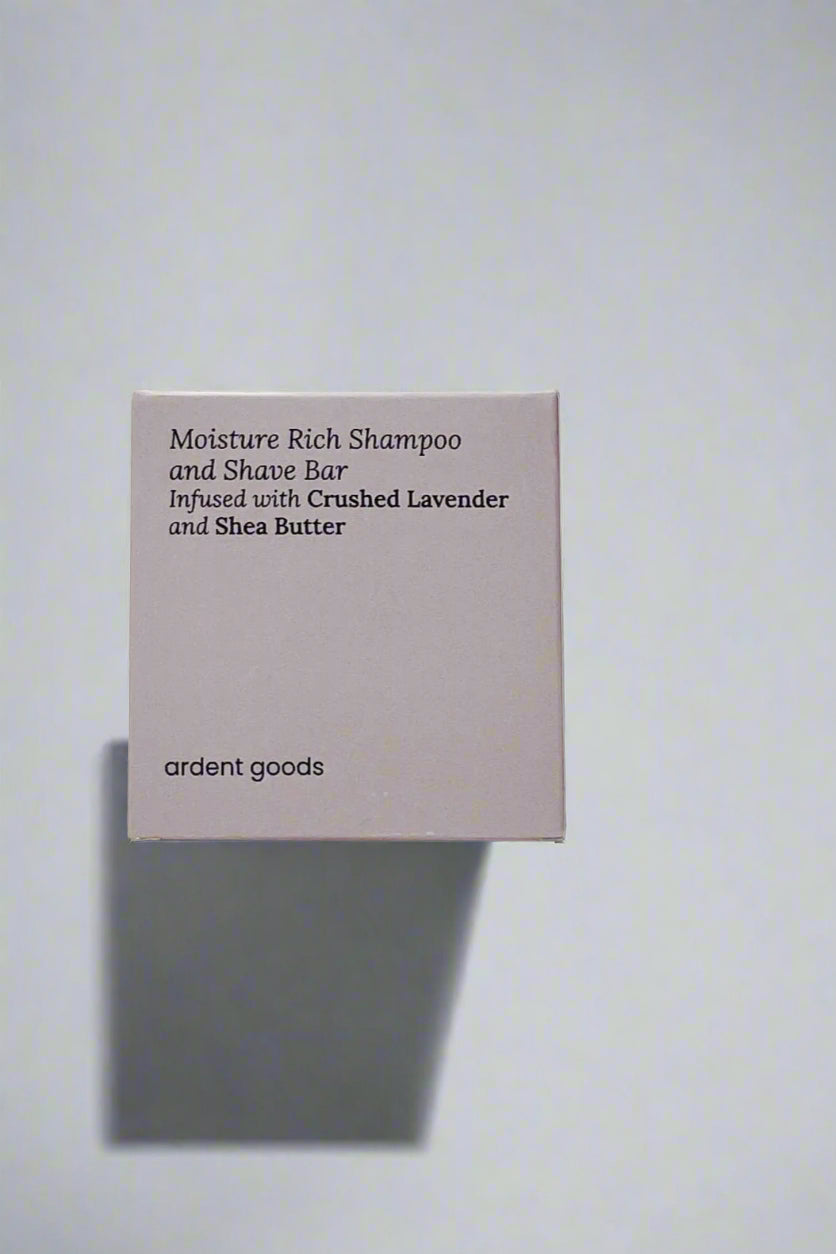 Moisture Rich Shampoo
and Shave Bar
Infused with Crushed Lavender
and Shea Butter
ardent goods